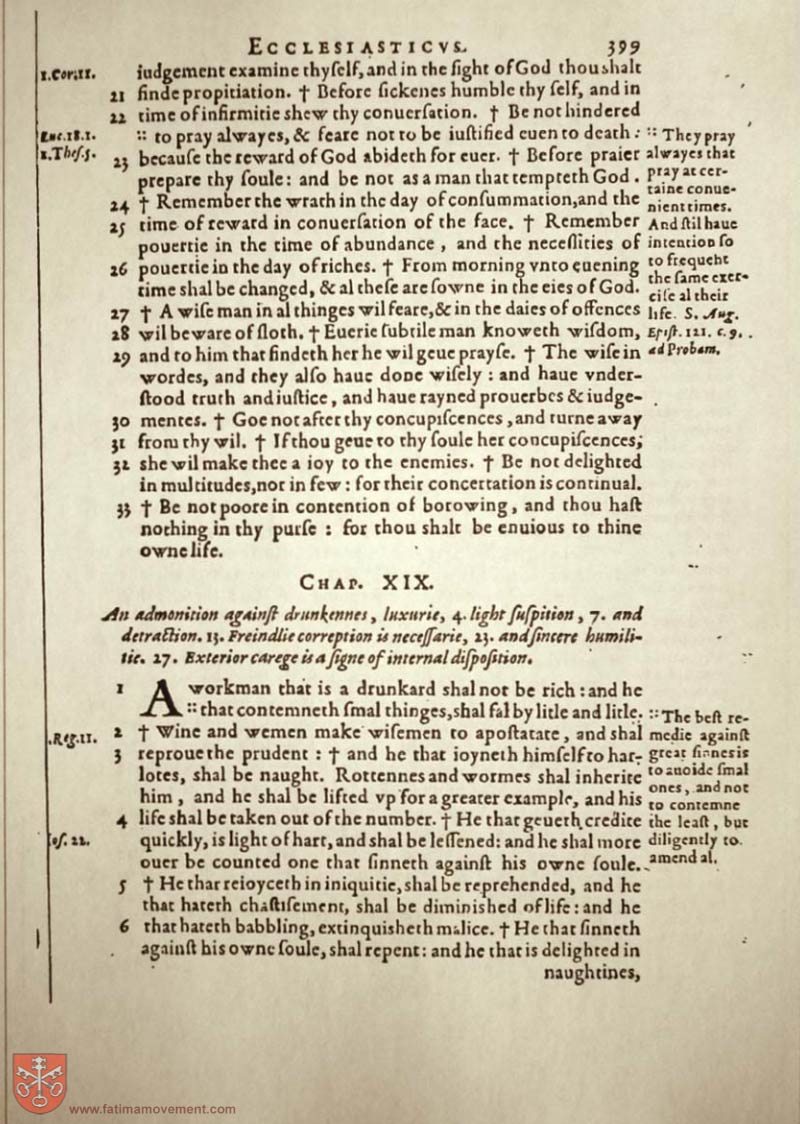 ECCLESIASTICVS. 399
1.Cor.11.
iudgement examine thyſelf, and in the ſight of God thou shalt
21 finde propitiation. † Before ſickenes humble thy ſelf, and in
22 time of infirmitie shew thy conuerſation. † Be not hindered
Luc.18.1.
:: to pray alwayes, & feare not to be iuſtified euen to death:
1.Theſ.5.
23 becauſe the reward of God abideth for euer. † Before praier
prepare thy ſoule: and be not as a man that tempteth God.
24 † Remember the wrath in the day of conſummation, and the
25 time of reward in conuerſation of the face. † Remember
pouertie in the time of abundance, and the neceſſities of
26 pouertie in the day of riches. † From morning vnto euening
time shal be changed, & al theſe are ſowne in the eies of God.
27 † A wiſe man in al thinges wil feare, & in the daies of offences
28 wil beware of ſloth. † Euerie ſubtile man knoweth wiſdom,
29 and to him that findeth her he wil geue prayſe. † The wiſe in
wordes, and they alſo haue done wiſely: and haue vnder-
ſtood truth and iuſtice, and haue rayned prouerbes & iudge-
30 mentes. † Goe not after thy concupiſcences, and turne away
31 from thy wil. † If thou geue to thy ſoule her concupiſcences,
32 she wil make thee a ioy to the enemies. † Be not delighted
in multitudes, nor in few: for their concertation is continual.
33 † Be not poore in contention of borowing, and thou haſt
nothing in thy purſe: for thou shalt be enuious to thine
owne life.
:: They pray
alwayes that
pray at cer-
taine conue-
nient times.
And ſtil haue
intention ſo
to frequeht
the ſame exer-
ciſe al their
life. S. Aug.
Epiſt. 111. c. 9.
ad Probam.
CHAP. XIX.
An admonition againſt drunkennes, luxurie, 4. light ſuſpition, 7. and
detraction. 13. Freindlie correption is neceſſarie, 23. and ſincere humili-
tie. 27. Exterior carege is a ſigne of internal diſpoſition.
1 A workman that is a drunkard shal not be rich: and he
:: that contemneth ſmal thinges, shal fal by litle and litle.
.Reg.11.
2 † Wine and wemen make wiſemen to apoſtatate, and shal
3 reproue the prudent: † and he that ioyneth himſelf to har-
lotes, shal be naught. Rottennes and wormes shal inherite
him, and he shal be lifted vp for a greater example, and his
4 life shal be taken out of the number. † He that geueth credite
oſ. 22.
quickly, is light of hart, and shal be leſſened: and he shal more
ouer be counted one that ſinneth againſt his owne ſoule.
5 † He that reioyceth in iniquitie, shal be reprehended, and he
that hateth chaſtiſement, shal be diminished of life: and he
6 that hateth babbling, extinquisheth malice. † He that ſinneth
againſt his owne ſoule, shal repent: and he that is delighted in
naughtines,
:: The beſt re-
medie againſt
great ſinnes is
to auoide ſmal
ones, and not
to contemne
the leaſt, but
diligently to
amend al.
www.fatimamovement.com